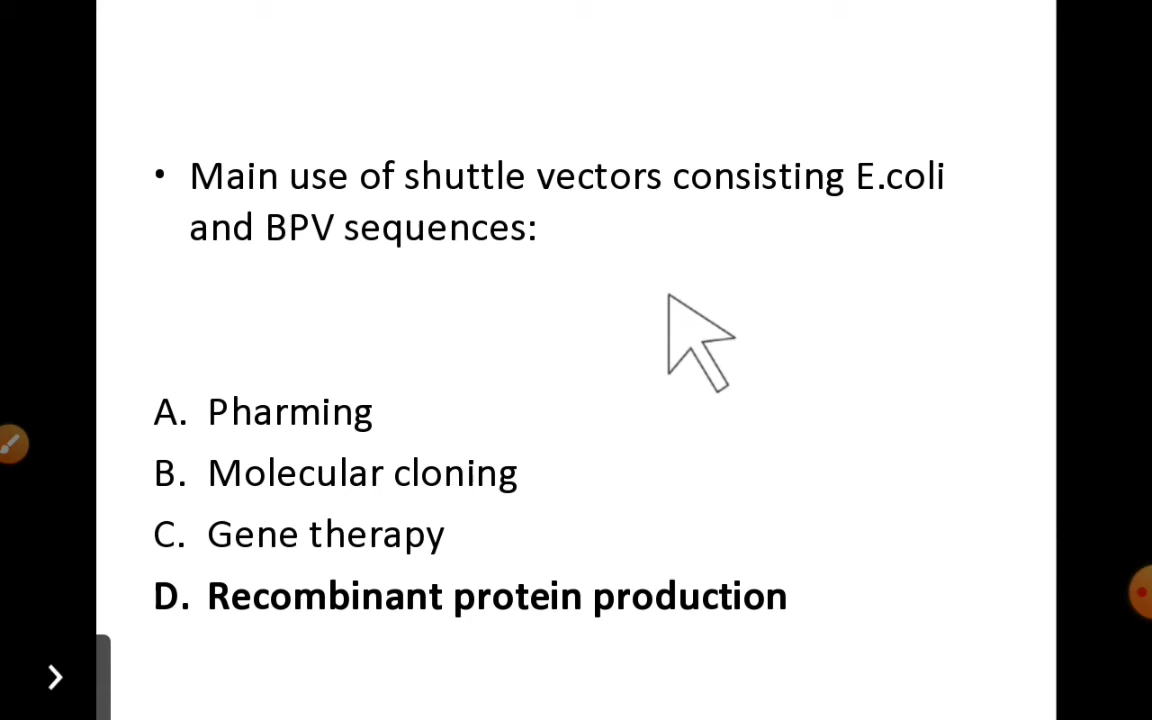 • Main use of shuttle vectors consisting E.coli
and BPV sequences:
A. Pharming
B. Molecular cloning
C. Gene therapy
D. Recombinant protein production